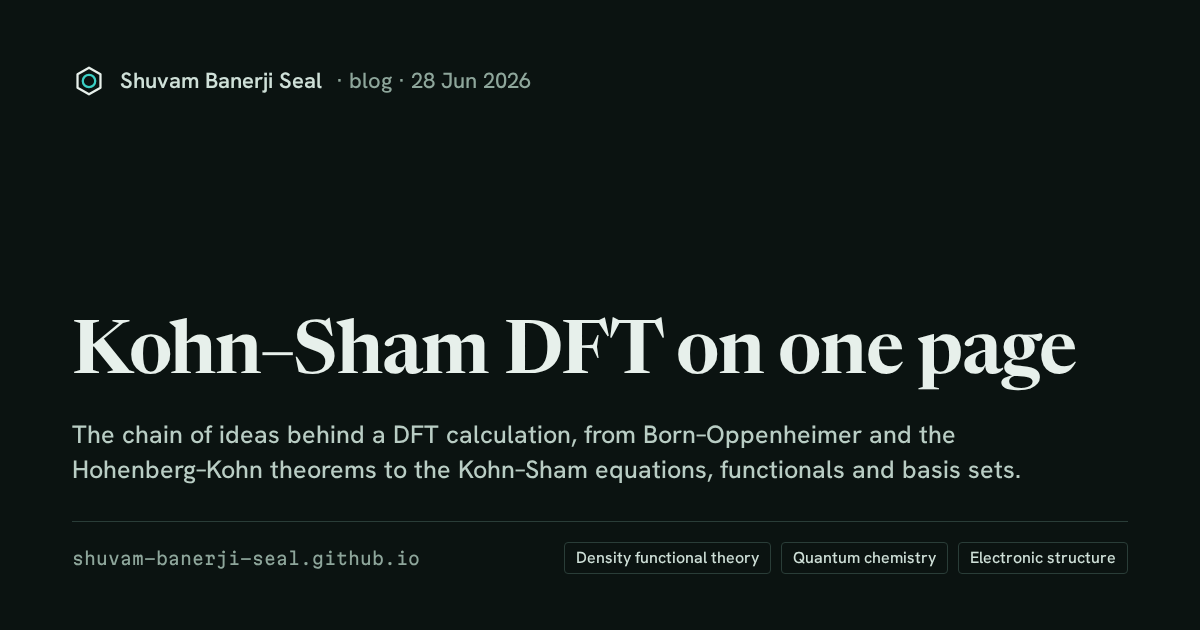 Shuvam Banerji Seal · blog · 28 Jun 2026
Kohn–Sham DFT on one page
The chain of ideas behind a DFT calculation, from Born–Oppenheimer and the
Hohenberg–Kohn theorems to the Kohn–Sham equations, functionals and basis sets.
shuvam-banerji-seal.github.io
Density functional theory
Quantum chemistry
Electronic structure